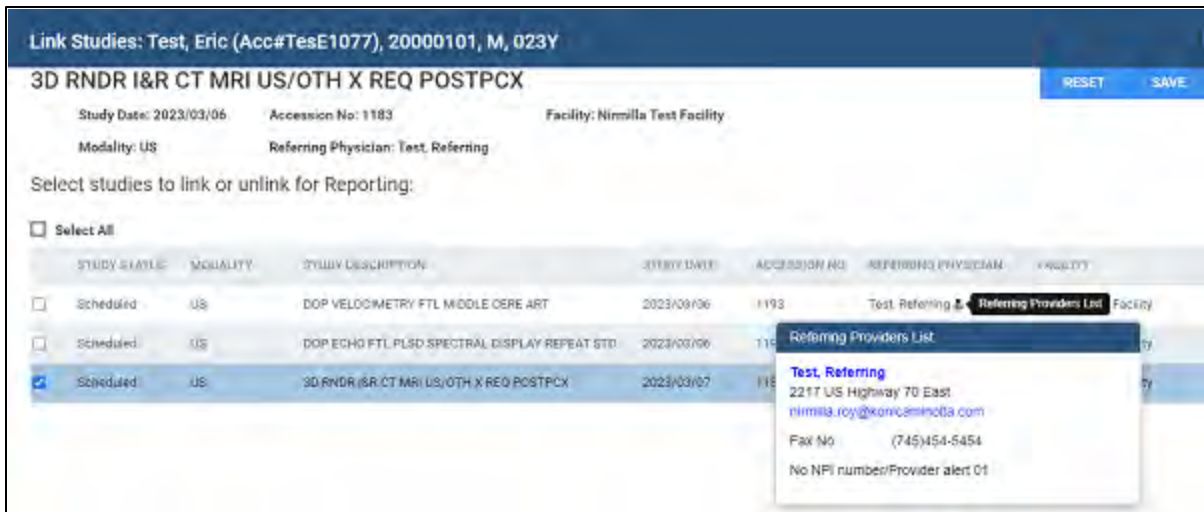 Link Studies: Test, Eric (Acc#TesE1077), 20000101, M, 023Y
3D RNDR I&R CT MRI US/OTH X REQ POSTPCX
RESET SAVE
Study Date: 2023/03/06 Accession No: 1183 Facility: Nirmilla Test Facility
Modality: US Referring Physician: Test, Referring
Select studies to link or unlink for Reporting:
Select All
STUDY STATUS MODALITY STUDY DESCRIPTION STUDY DATE ACCESSION NO REFERRING PHYSICIAN FACILITY
Scheduled US DOP VELOCIMETRY FTL MIDDLE CERE ART 2023/03/06 1193 Test, Referring Referring Providers List Facility
Scheduled US DOP ECHO FTL PLSD SPECTRAL DISPLAY REPEAT STD 2023/03/06
Scheduled US 3D RNDR I&R CT MRI US/OTH X REQ POSTPCX 2023/03/07
Referring Providers List
Test, Referring
2217 US Highway 70 East
nirmilla.roy@konicaminolta.com
Fax No (745)454-5454
No NPI number/Provider alert 01